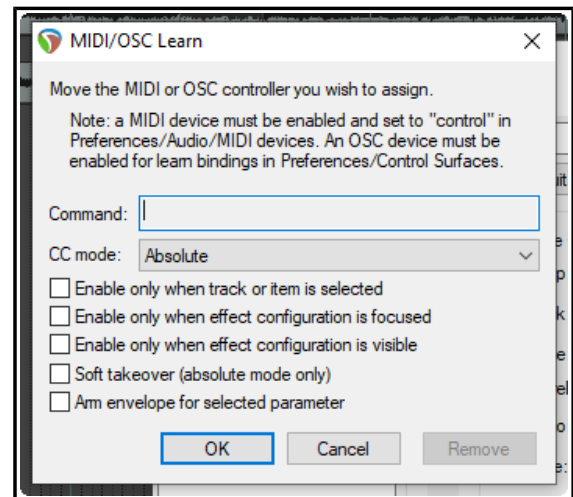 MIDI/OSC Learn
Move the MIDI or OSC controller you wish to assign.
Note: a MIDI device must be enabled and set to "control" in
Preferences/Audio/MIDI devices. An OSC device must be
enabled for learn bindings in Preferences/Control Surfaces.
Command:
CC mode: Absolute
Enable only when track or item is selected
Enable only when effect configuration is focused
Enable only when effect configuration is visible
Soft takeover (absolute mode only)
Arm envelope for selected parameter
OK Cancel Remove